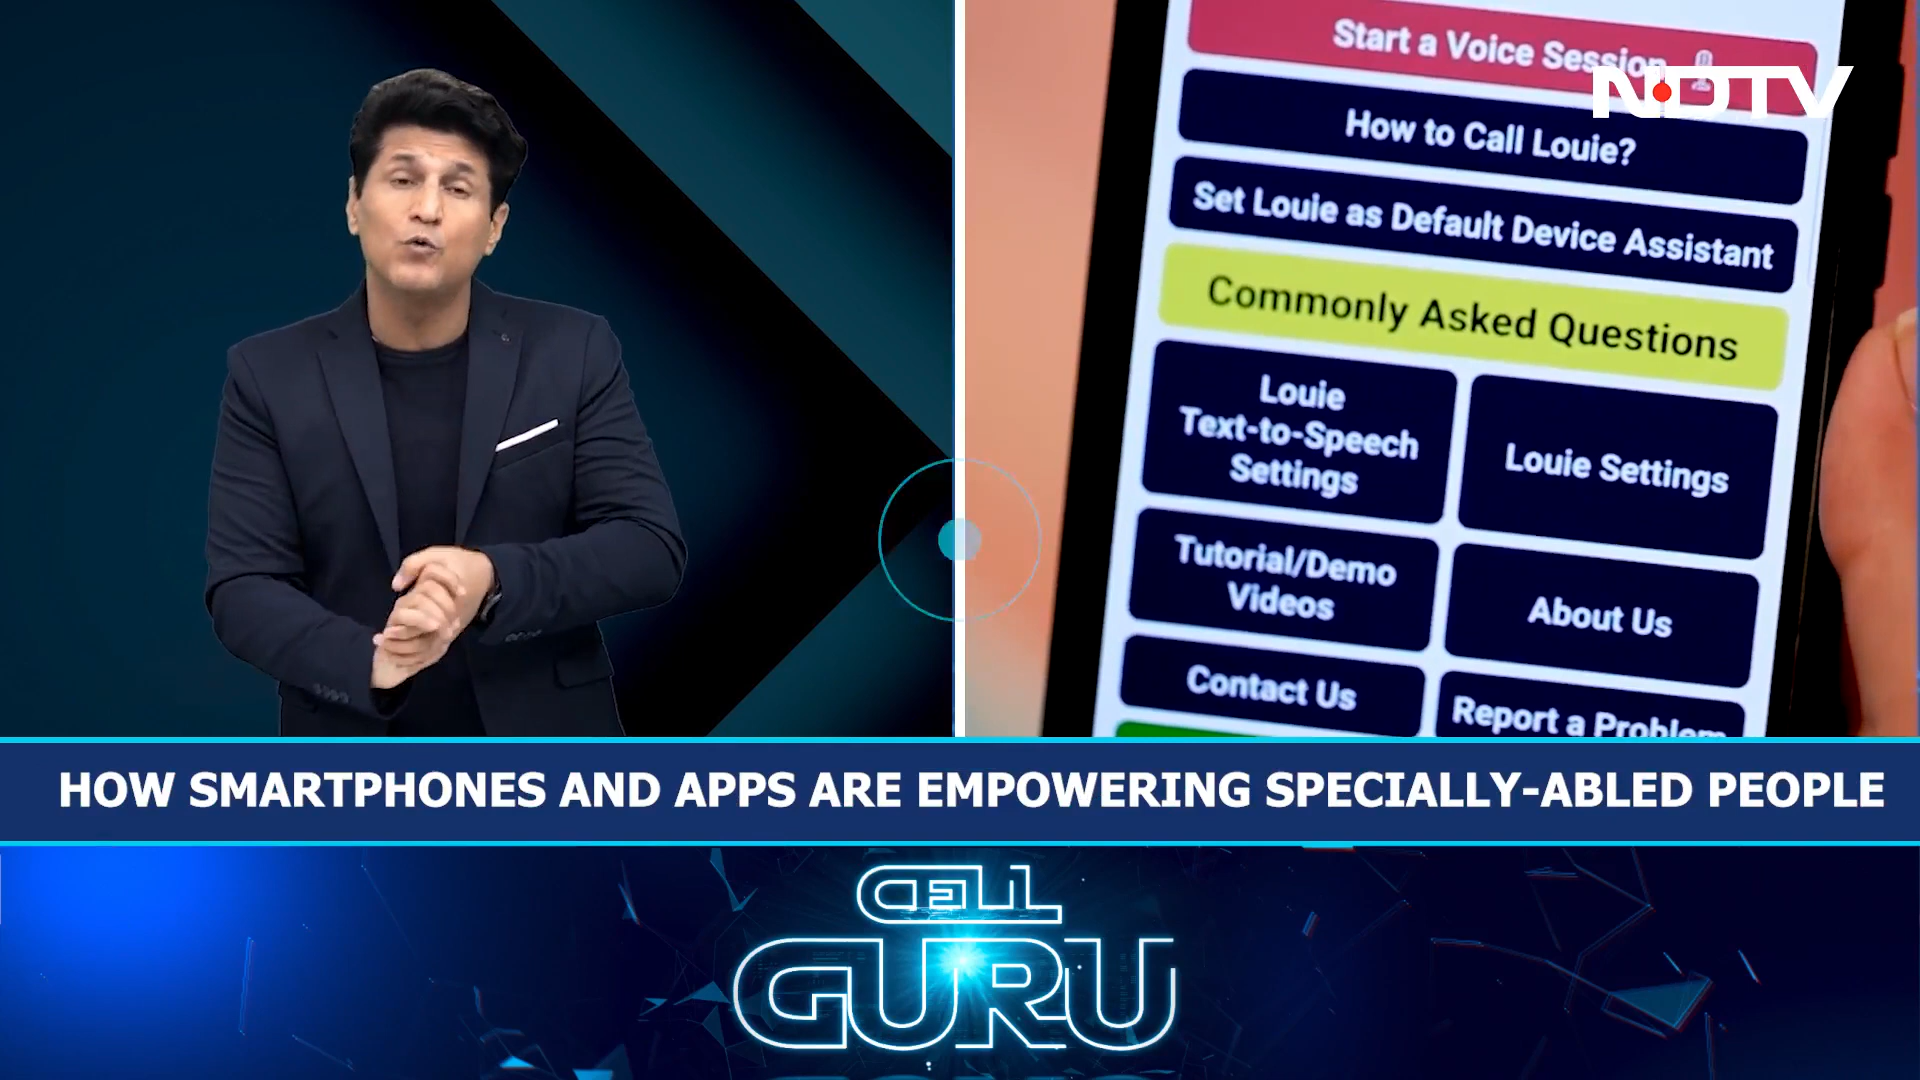 Start a Voice Session
NDTV
How to Call Louie?
Set Louie as Default Device Assistant
Commonly Asked Questions
Louie
Text-to-Speech
Settings
Louie Settings
Tutorial/Demo
Videos
About Us
Contact Us
Report a Problem
HOW SMARTPHONES AND APPS ARE EMPOWERING SPECIALLY-ABLED PEOPLE
CELL
GURU